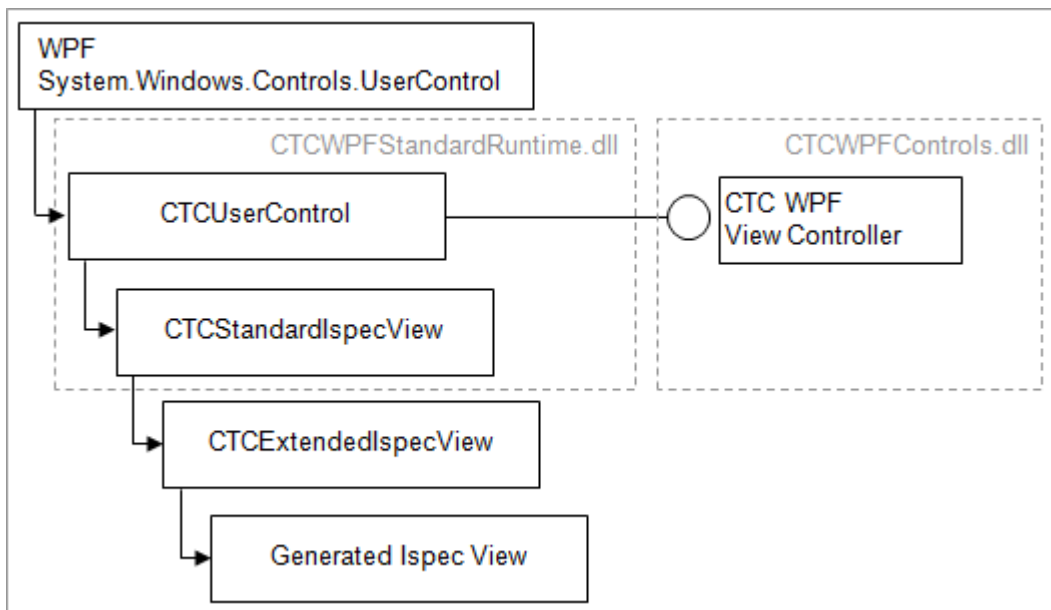 WPF
System.Windows.Controls.UserControl
CTCWPFStandardRuntime.dll
CTCWPFControls.dll
CTCUserControl
CTC WPF
View Controller
CTCStandardIspecView
CTCExtendedIspecView
Generated Ispec View